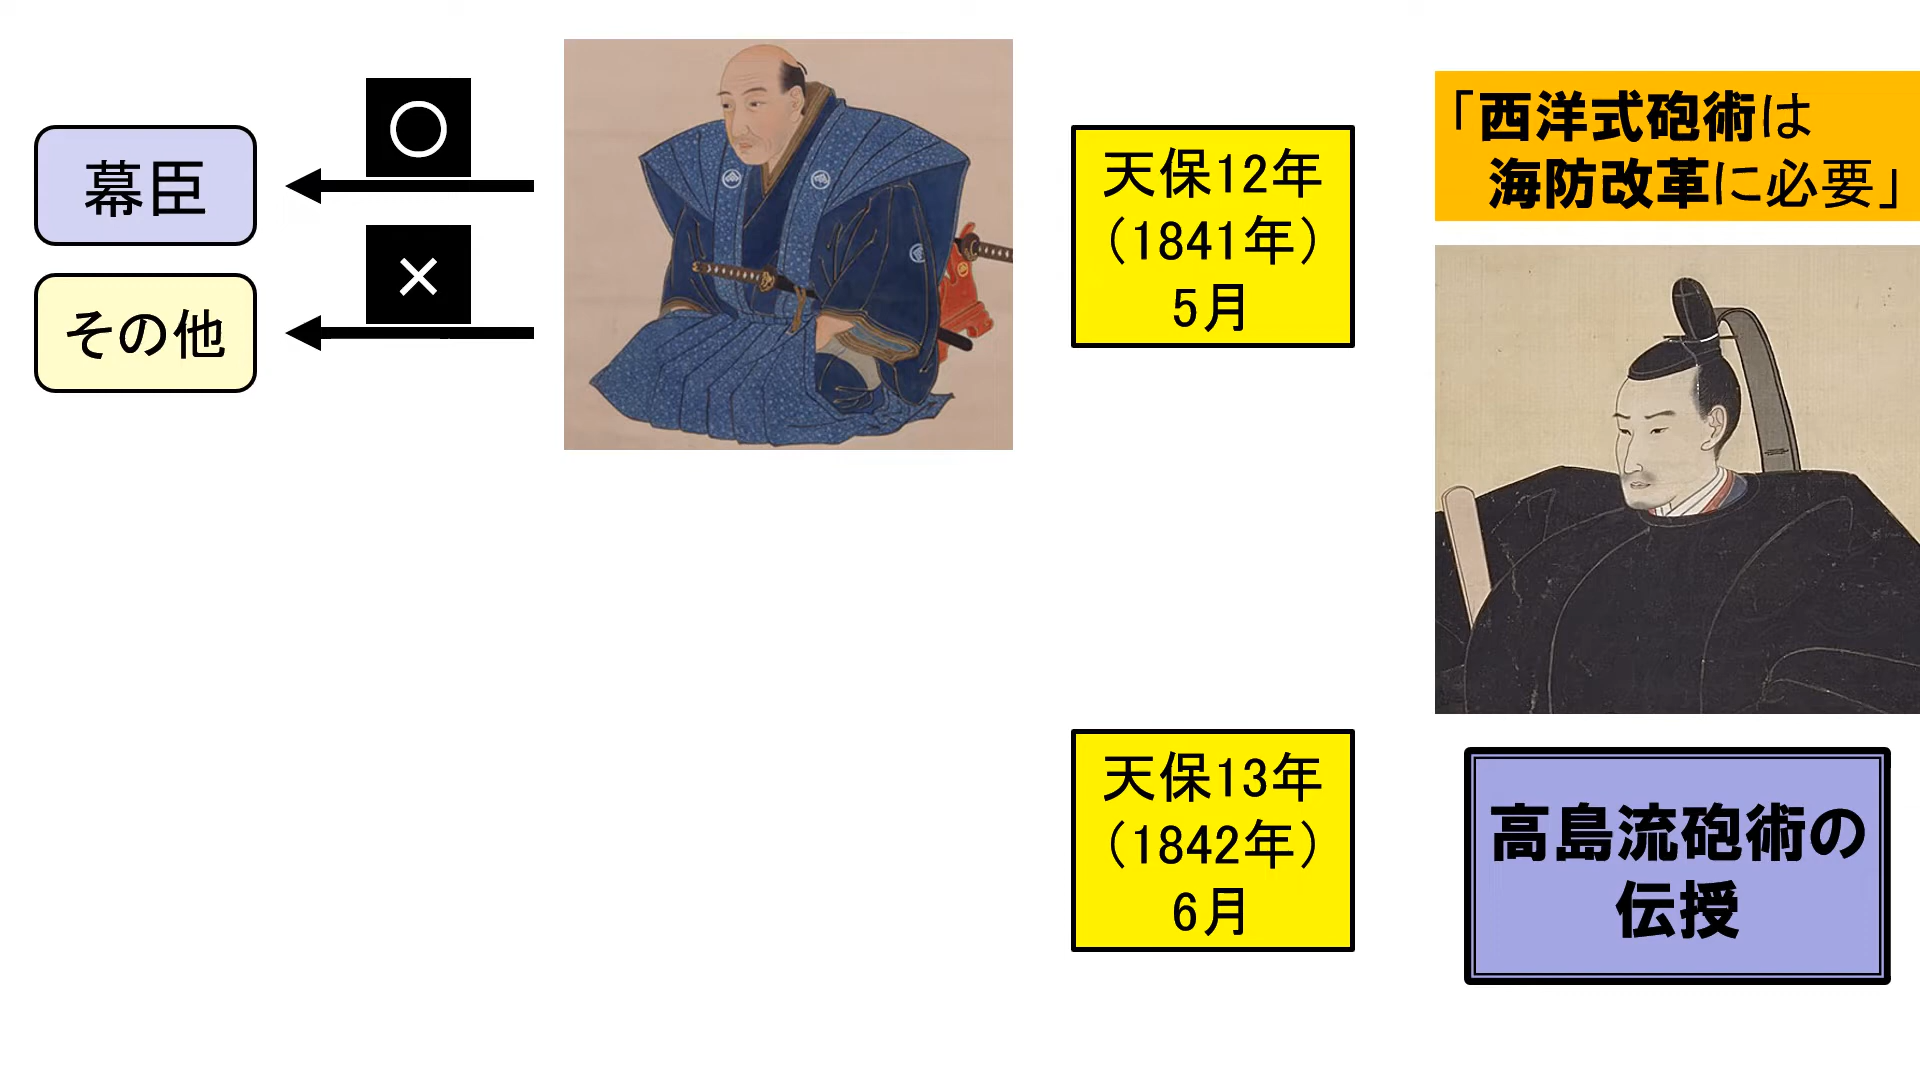 幕臣
○
その他
×
天保12年
(1841年)
5月
「西洋式砲術は
海防改革に必要」
天保13年
(1842年)
6月
高島流砲術の
伝授